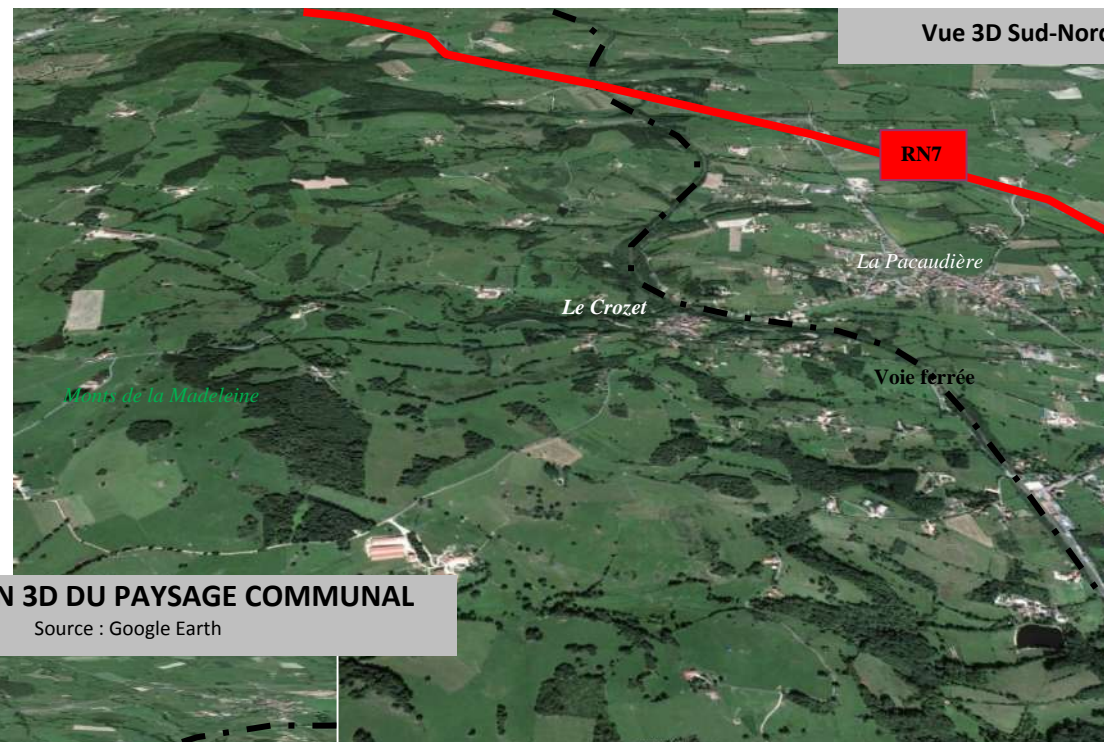 Vue 3D Sud-Nord
RN7
La Pacaudière
Le Crozet
Voie ferrée
Monts de la Madeleine
N 3D DU PAYSAGE COMMUNAL
Source : Google Earth